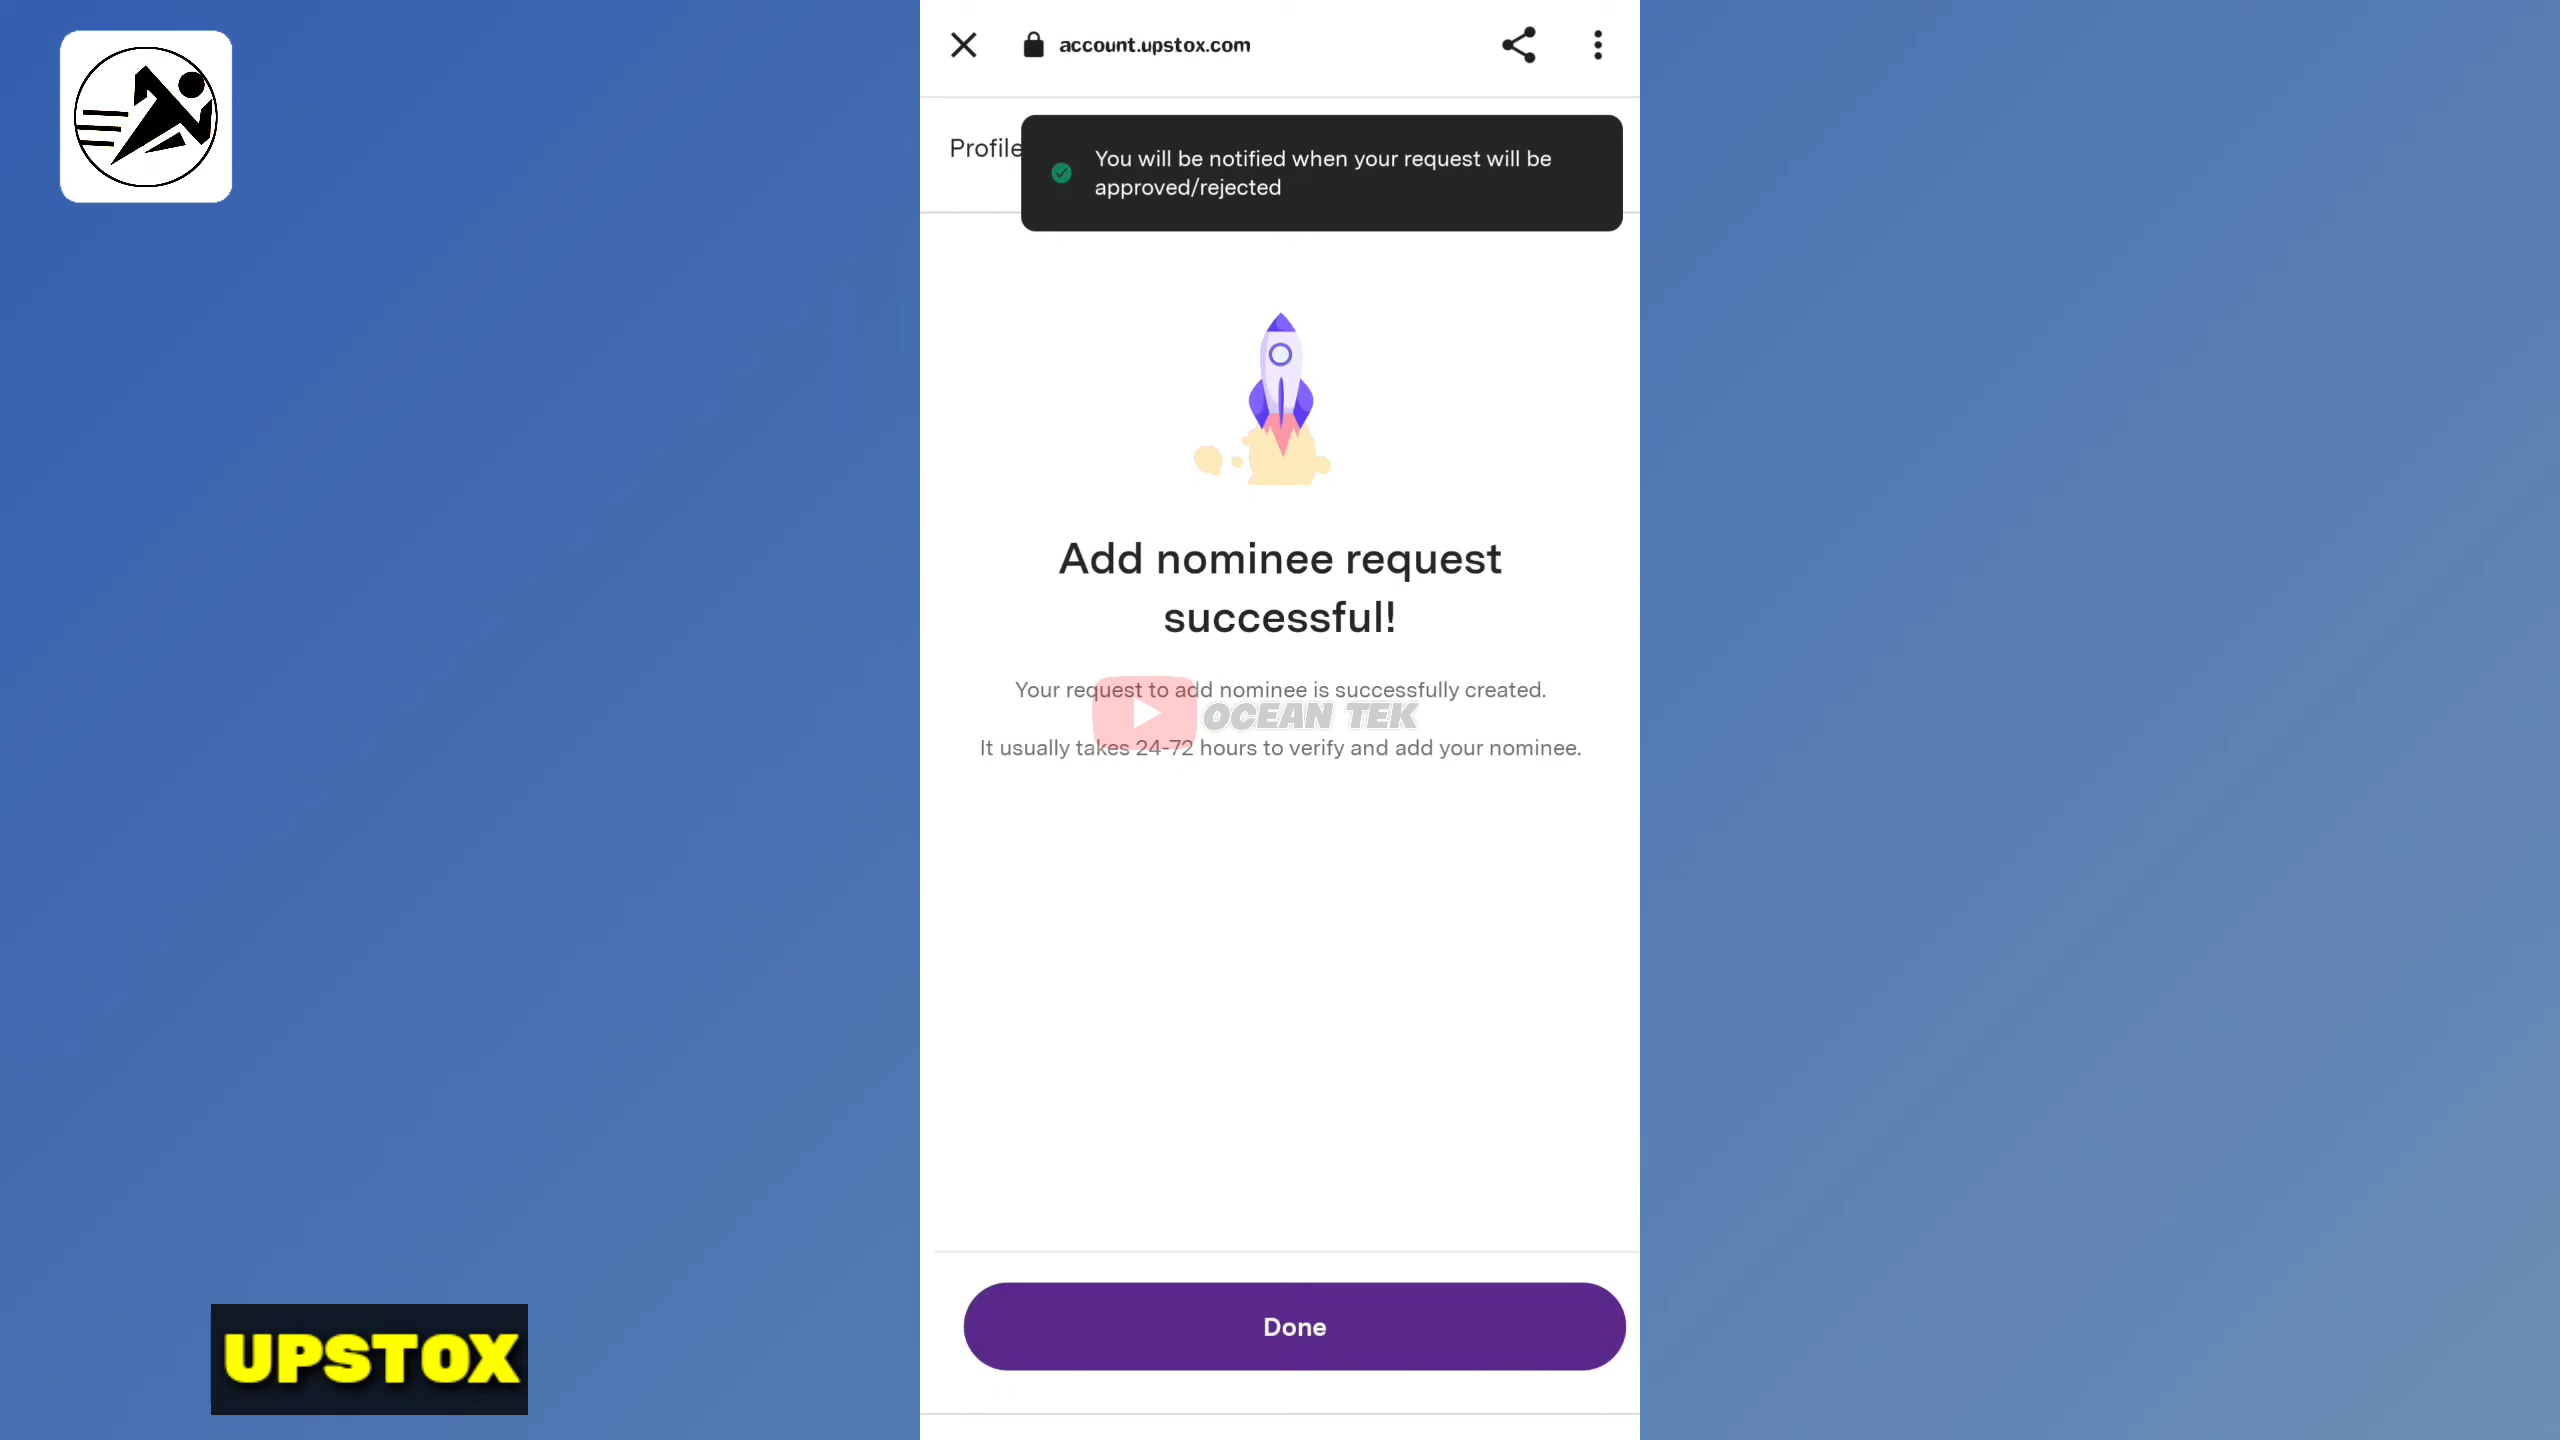 account.upstox.com
Profile
You will be notified when your request will be
approved/rejected
Add nominee request
successful!
Your request to add nominee is successfully created.
OCEAN TEK
It usually takes 24-72 hours to verify and add your nominee.
Done
UPSTOX